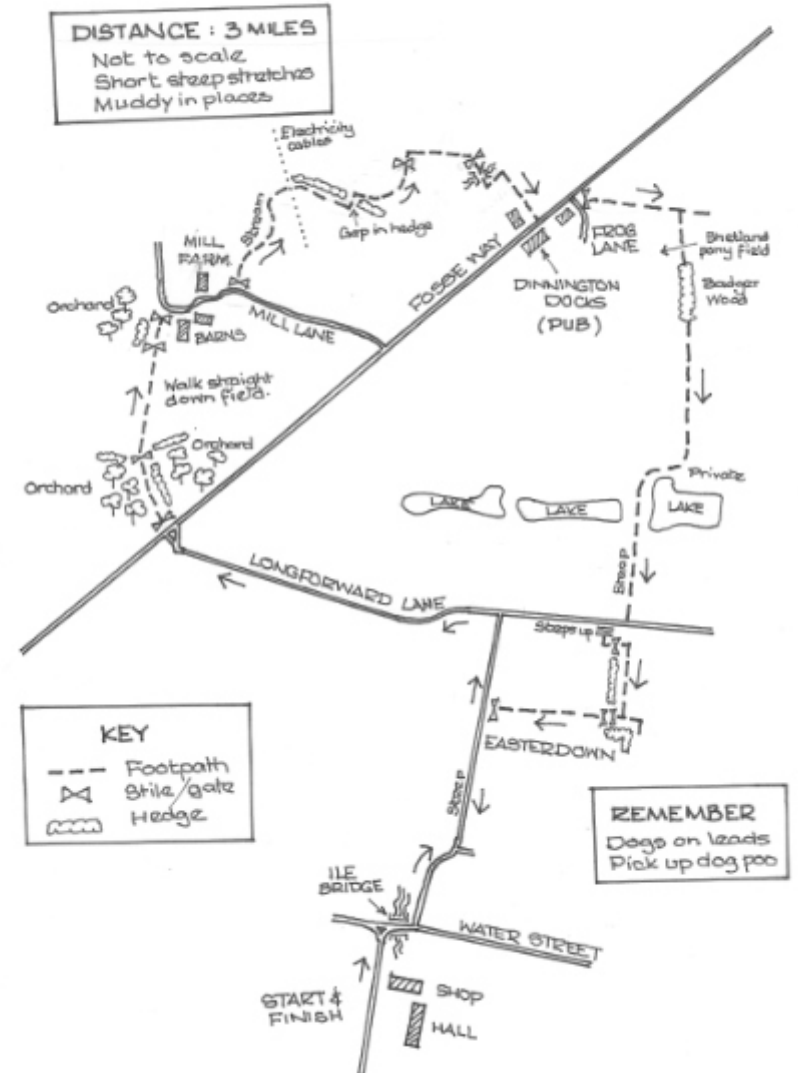 DISTANCE : 3 MILES
Not to scale
Short steep stretches
Muddy in places
Electricity
cables
Stream
Gap in hedge
MILL
FARM
Orchard
BARNS
MILL LANE
FOSSE WAY
FROG
LANE
DINNINGTON
DOCKS
(PUB)
Shetland
pony field
Badger
Wood
Walk straight
down field.
Orchard
Orchard
Private
LAKE
LAKE
LAKE
Steep
LONGFORWARD LANE
Steps up
EASTERDOWN
Steep
KEY
Footpath
Stile/gate
Hedge
REMEMBER
Dogs on leads
Pick up dog poo
ILE
BRIDGE
WATER STREET
START &
FINISH
SHOP
HALL